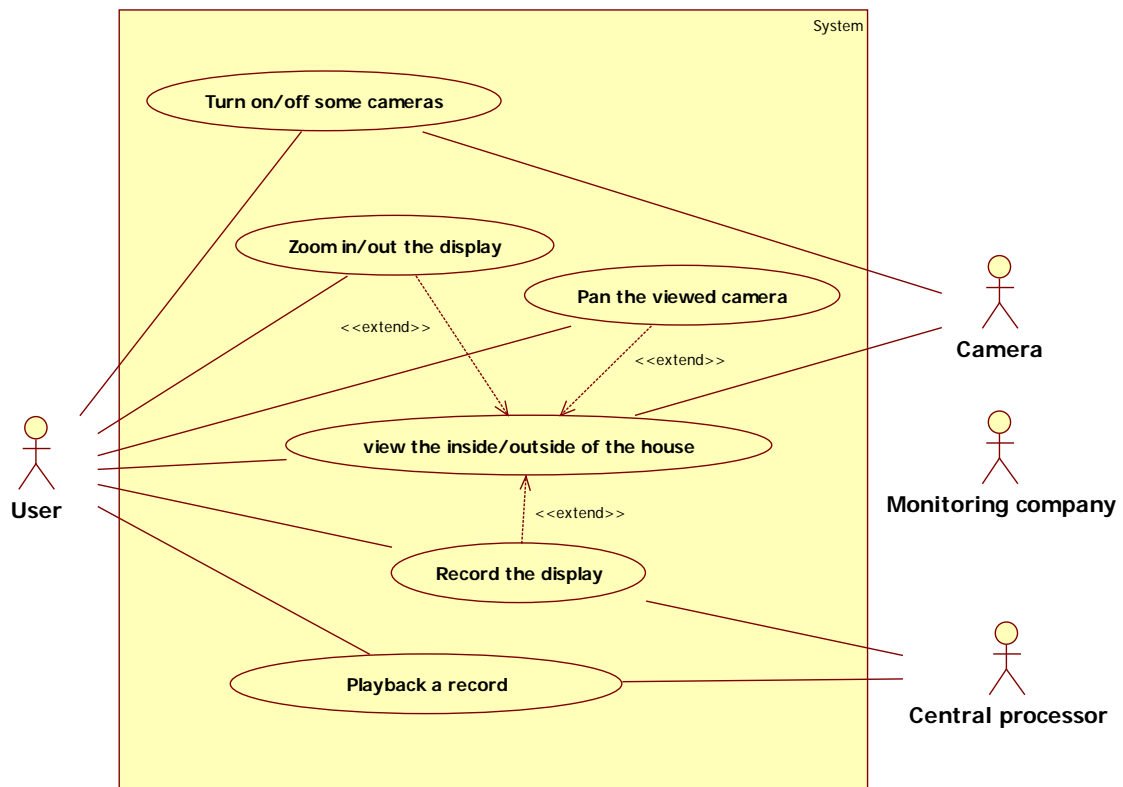 System
Turn on/off some cameras
Zoom in/out the display
Pan the viewed camera
<<extend>>
<<extend>>
Camera
view the inside/outside of the house
User
Monitoring company
<<extend>>
Record the display
Playback a record
Central processor